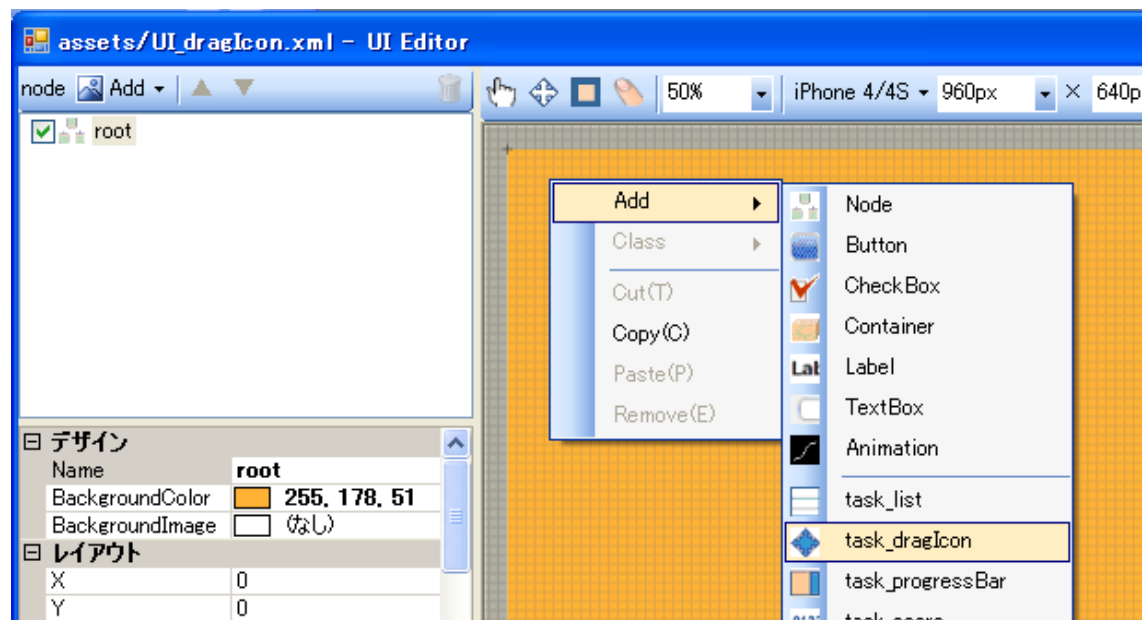 assets/UI_dragIcon.xml - UI Editor
node Add
50% iPhone 4/4S 960px × 640p
root
Add
Class
Cut(T)
Copy(C)
Paste(P)
Remove(E)
Node
Button
CheckBox
Container
Label
TextBox
Animation
task_list
task_dragIcon
task_progressBar
デザイン
Name root
BackgroundColor 255, 178, 51
BackgroundImage (なし)
レイアウト
X 0
Y 0